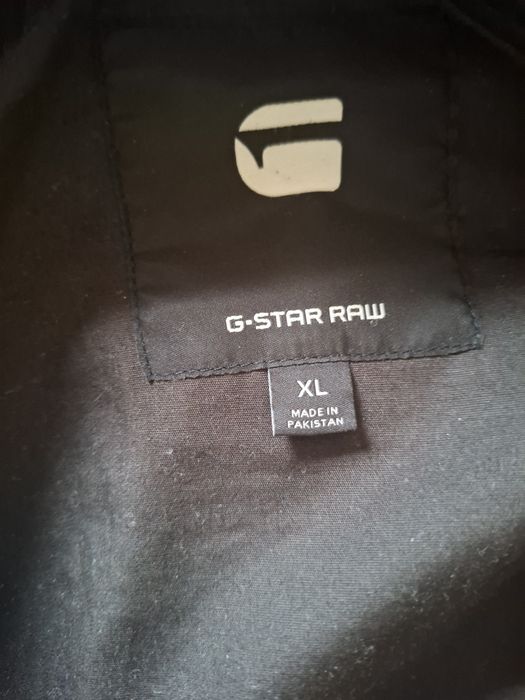 G-STAR RAW
XL
MADE IN
PAKISTAN